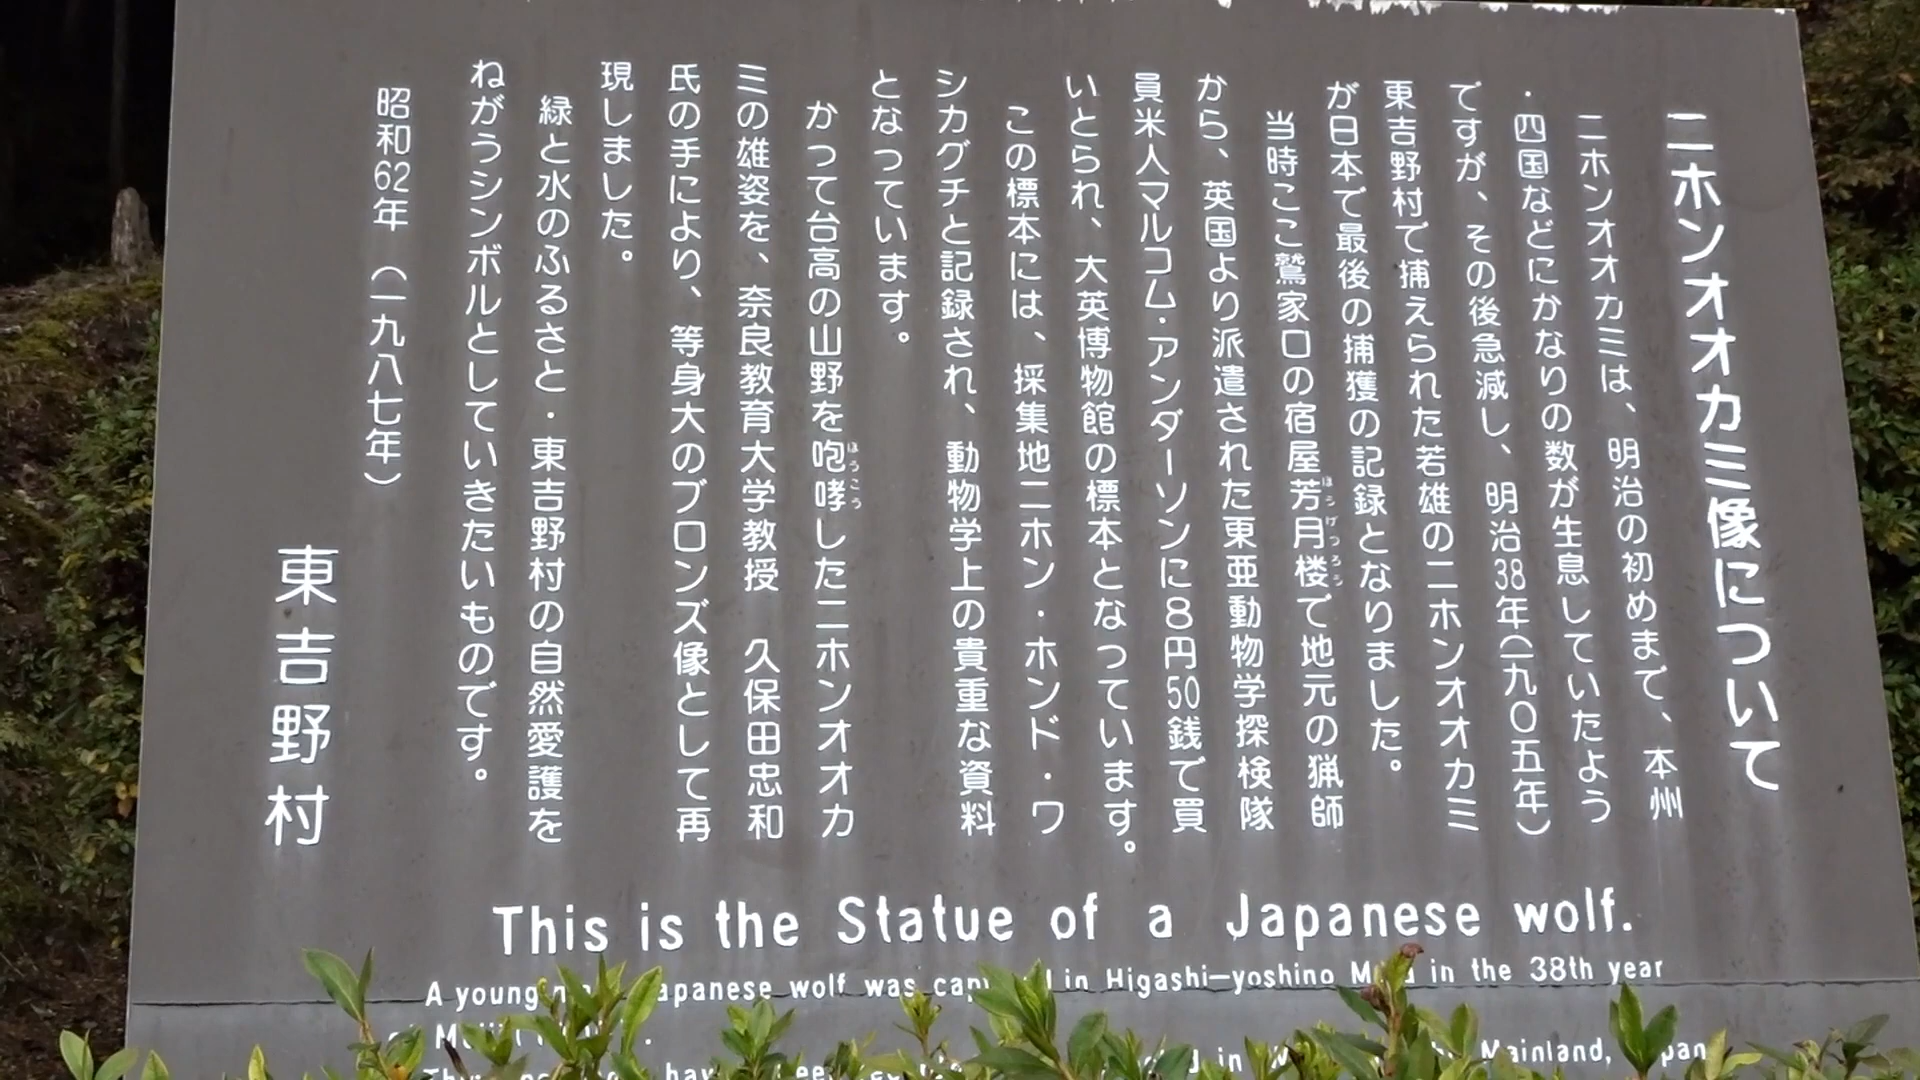 ニホンオオカミ像について
ニホンオオカミは、明治の初めまで、本州
・四国などにかなりの数が生息していたよう
ですが、その後急減し、明治38年(一九〇五年)
東吉野村で捕えられた若雄のニホンオオカミ
が日本で最後の捕獲の記録となりました。
当時ここ鷲家口の宿屋芳月楼で地元の猟師
ほうげつろう
から、英国より派遣された東亜動物学探検隊
員米人マルコム・アンダーソンに8円50銭で買
いとられ、大英博物館の標本となっています。
この標本には、採集地ニホン・ホンド・ワ
シカグチと記録され、動物学上の貴重な資料
となっています。
かつて台高の山野を咆哮したニホンオオカ
ほうこう
ミの雄姿を、奈良教育大学教授 久保田忠和
氏の手により、等身大のブロンズ像として再
現しました。
緑と水のふるさと・東吉野村の自然愛護を
ねがうシンボルとしていきたいものです。
昭和62年 (一九八七年)
東吉野村
This is the Statue of a Japanese wolf.
A young Japanese wolf was in Higashi-yoshino in the 38th year
Mainland,